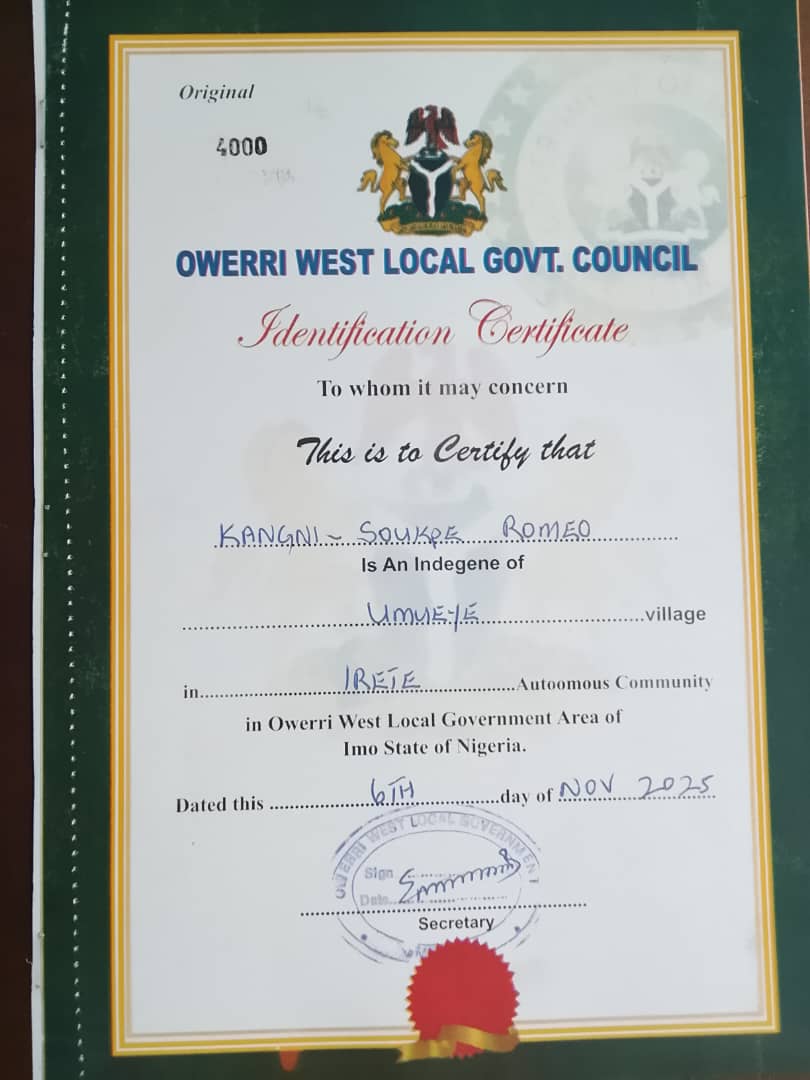 Original
4000
OWERRI WEST LOCAL GOVT. COUNCIL
Identification Certificate
To whom it may concern
This is to Certify that
KANGNI - SOUKPE ROMEO
Is An Indegene of
UMUEYE village
in IRETE Autoomous Community
in Owerri West Local Government Area of
Imo State of Nigeria.
Dated this 6TH day of NOV 2025
OWERRI WEST LOCAL GOVERNMENT
Sign
Date
Secretary